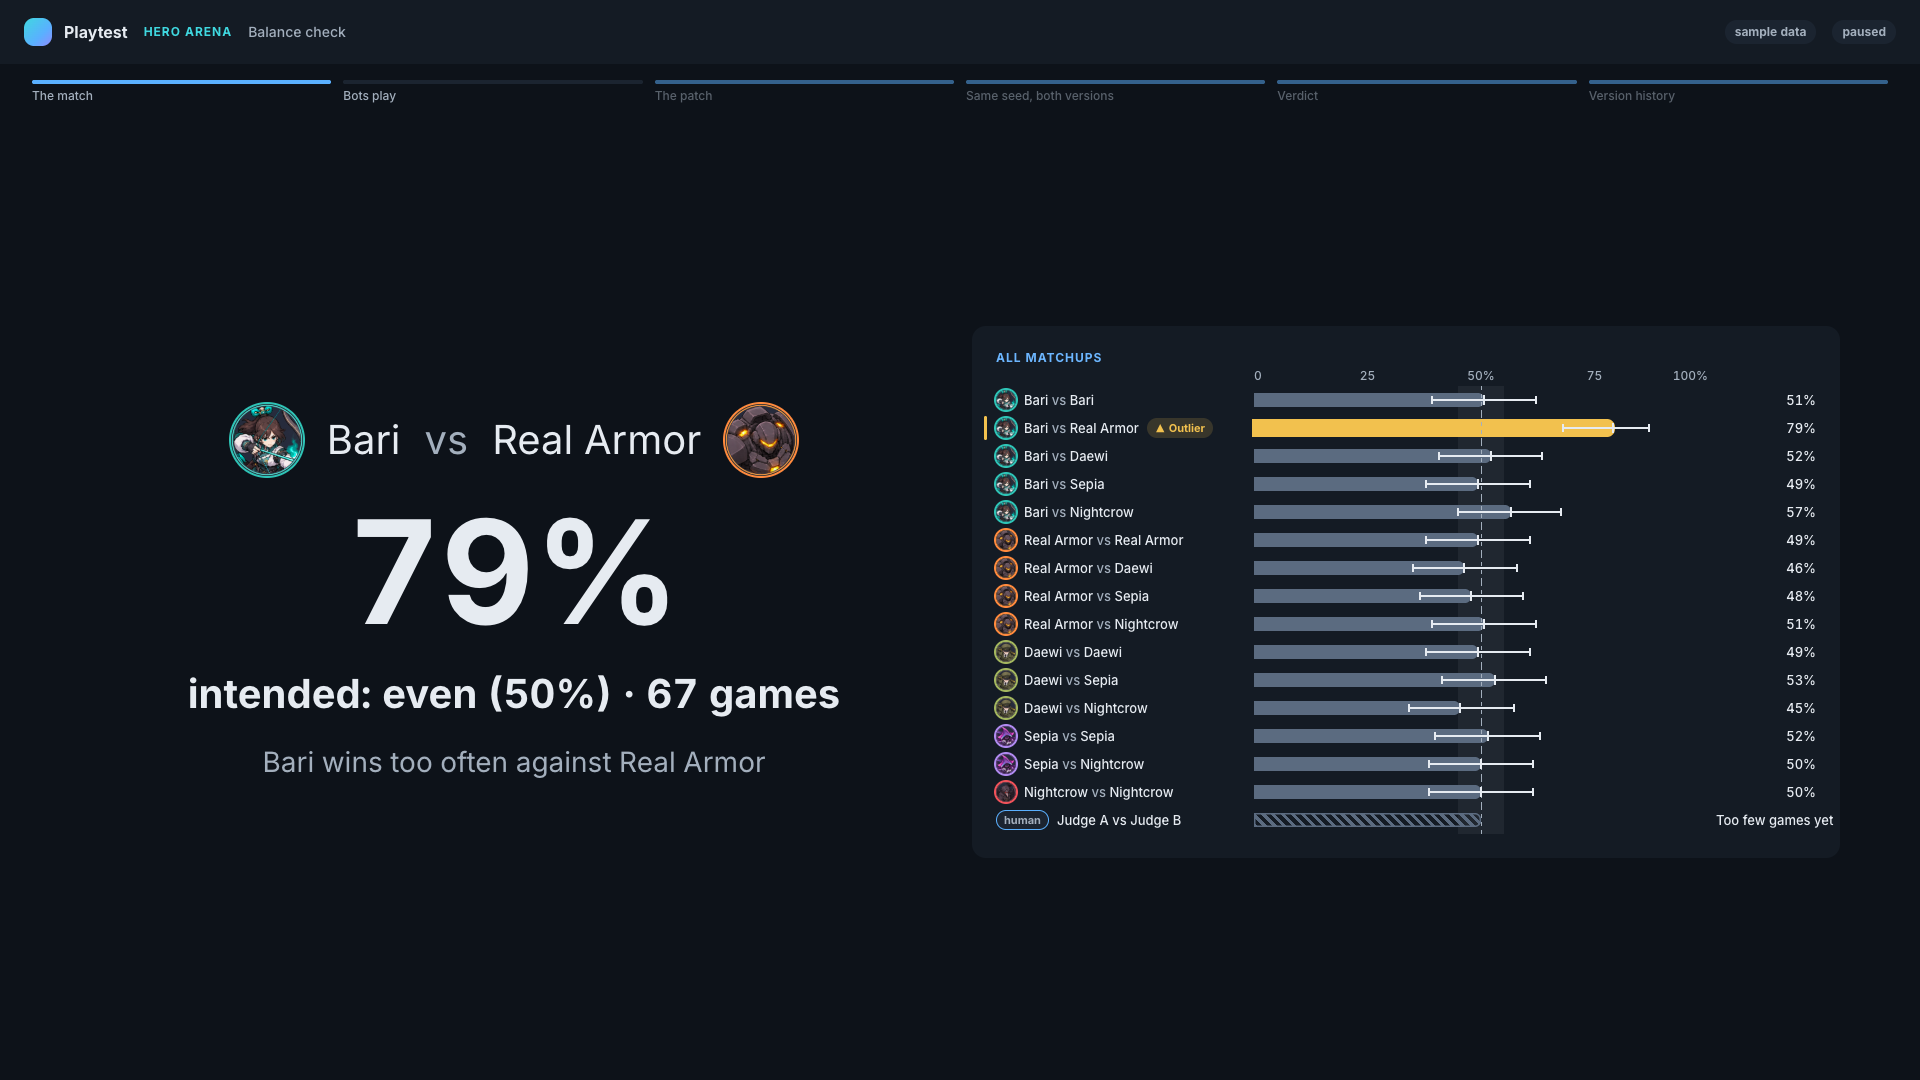 Playtest HERO ARENA Balance check sample data paused
The match Bots play The patch Same seed, both versions Verdict Version history
Bari vs Real Armor
79%
intended: even (50%) · 67 games
Bari wins too often against Real Armor
ALL MATCHUPS
0 25 50% 75 100%
Bari vs Bari 51%
Bari vs Real Armor ▲ Outlier 79%
Bari vs Daewi 52%
Bari vs Sepia 49%
Bari vs Nightcrow 57%
Real Armor vs Real Armor 49%
Real Armor vs Daewi 46%
Real Armor vs Sepia 48%
Real Armor vs Nightcrow 51%
Daewi vs Daewi 49%
Daewi vs Sepia 53%
Daewi vs Nightcrow 45%
Sepia vs Sepia 52%
Sepia vs Nightcrow 50%
Nightcrow vs Nightcrow 50%
human Judge A vs Judge B Too few games yet